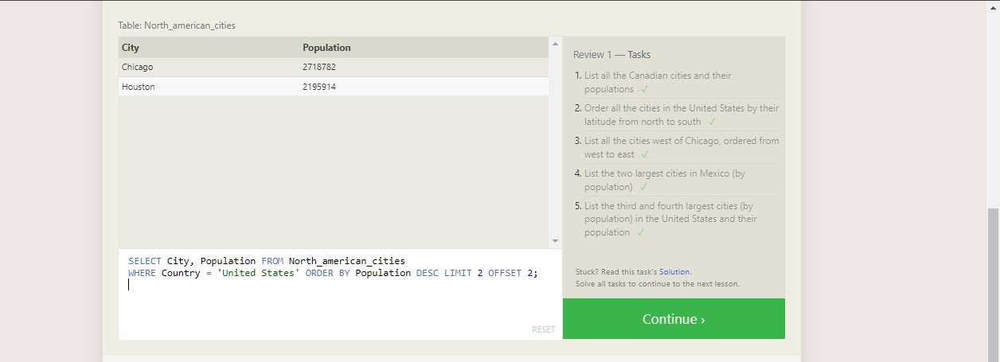 Table: North_american_cities
City Population
Chicago 2718782
Houston 2195914
SELECT City, Population FROM North_american_cities
WHERE Country = 'United States' ORDER BY Population DESC LIMIT 2 OFFSET 2;
RESET
Review 1 — Tasks
1. List all the Canadian cities and their
populations ✓
2. Order all the cities in the United States by their
latitude from north to south ✓
3. List all the cities west of Chicago, ordered from
west to east ✓
4. List the two largest cities in Mexico (by
population) ✓
5. List the third and fourth largest cities (by
population) in the United States and their
population ✓
Stuck? Read this task's Solution.
Solve all tasks to continue to the next lesson.
Continue ›